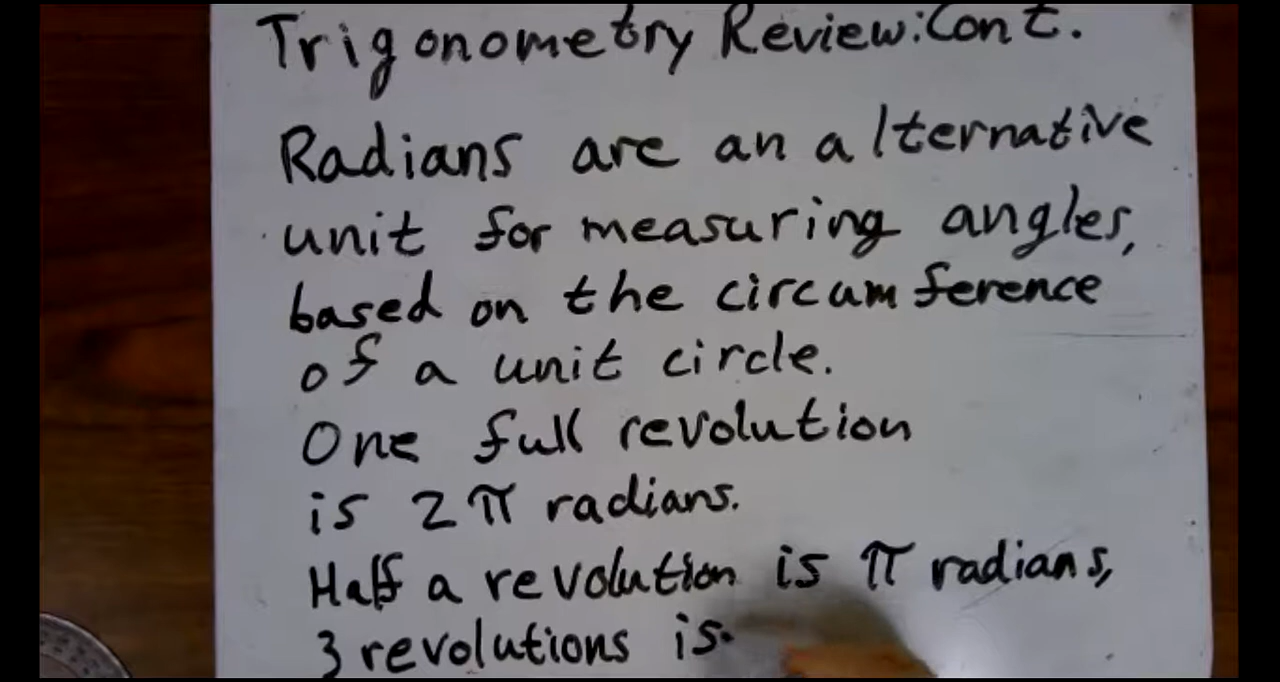 Trigonometry Review: Cont.
Radians are an alternative
unit for measuring angles,
based on the circumference
of a unit circle.
One full revolution
is 2π radians.
Half a revolution is π radians,
3 revolutions is